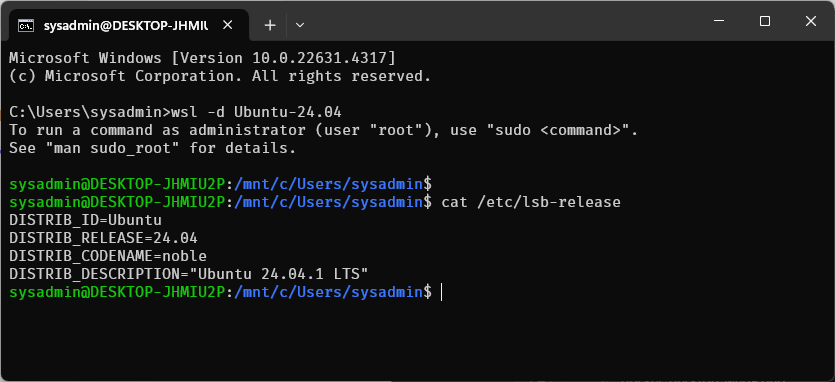 sysadmin@DESKTOP-JHMIU
Microsoft Windows [Version 10.0.22631.4317]
(c) Microsoft Corporation. All rights reserved.
C:\Users\sysadmin>wsl -d Ubuntu-24.04
To run a command as administrator (user "root"), use "sudo <command>".
See "man sudo_root" for details.
sysadmin@DESKTOP-JHMIU2P:/mnt/c/Users/sysadmin$
sysadmin@DESKTOP-JHMIU2P:/mnt/c/Users/sysadmin$ cat /etc/lsb-release
DISTRIB_ID=Ubuntu
DISTRIB_RELEASE=24.04
DISTRIB_CODENAME=noble
DISTRIB_DESCRIPTION="Ubuntu 24.04.1 LTS"
sysadmin@DESKTOP-JHMIU2P:/mnt/c/Users/sysadmin$